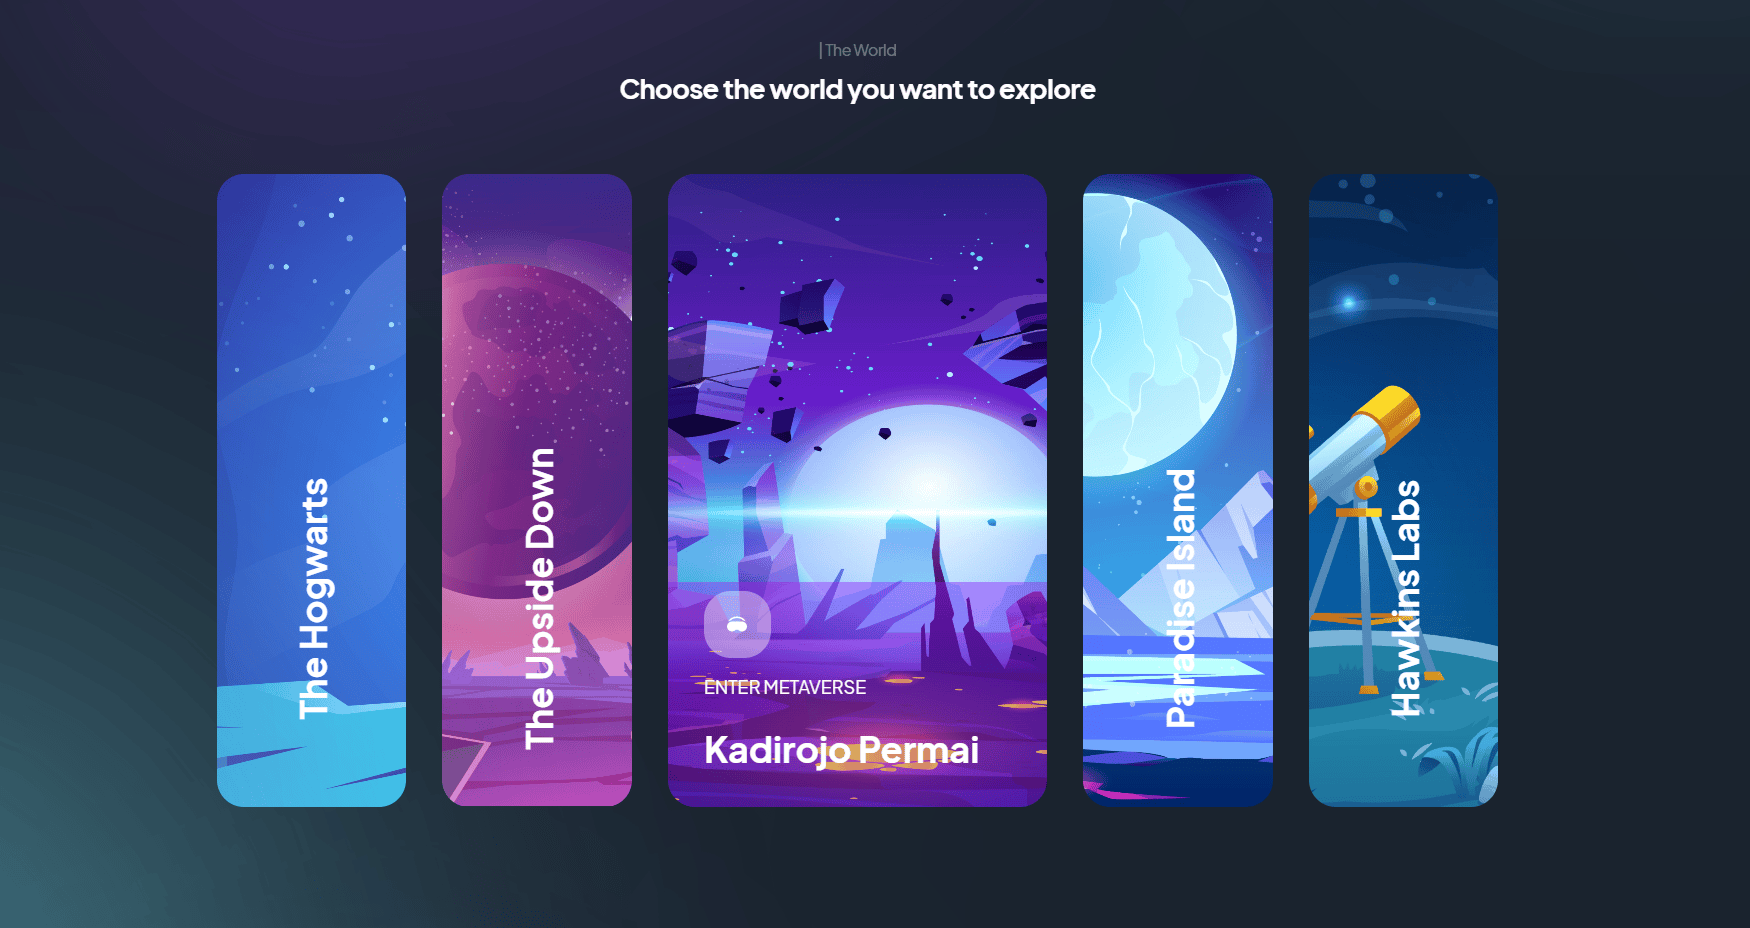 | The World
Choose the world you want to explore
The Hogwarts
The Upside Down
ENTER METAVERSE
Kadirojo Permai
Paradise Island
Hawkins Labs